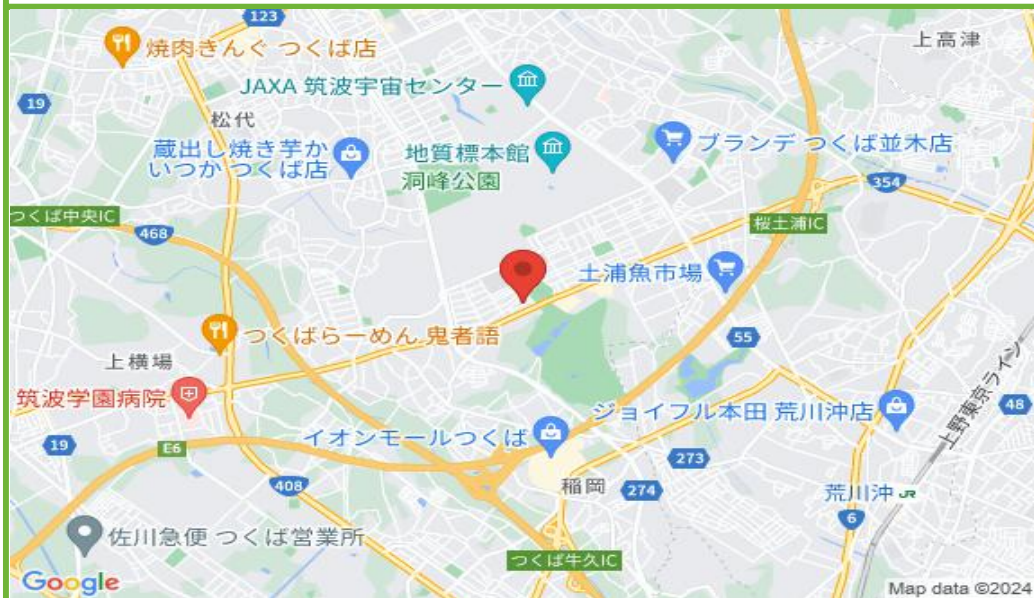 123
上高津
焼肉きんぐ つくば店
JAXA 筑波宇宙センター
19
松代
ブランデ つくば並木店
蔵出し焼き芋か
いつか つくば店
地質標本館
洞峰公園
354
つくば中央IC
468
桜土浦IC
土浦魚市場
つくばらーめん 鬼者語
55
上横場
筑波学園病院
ジョイフル本田 荒川沖店
上野東京ライン
48
イオンモールつくば
19
E6
273
408
稲岡
274
荒川沖 JR
6
佐川急便 つくば営業所
つくば牛久IC
Google
Map data ©2024